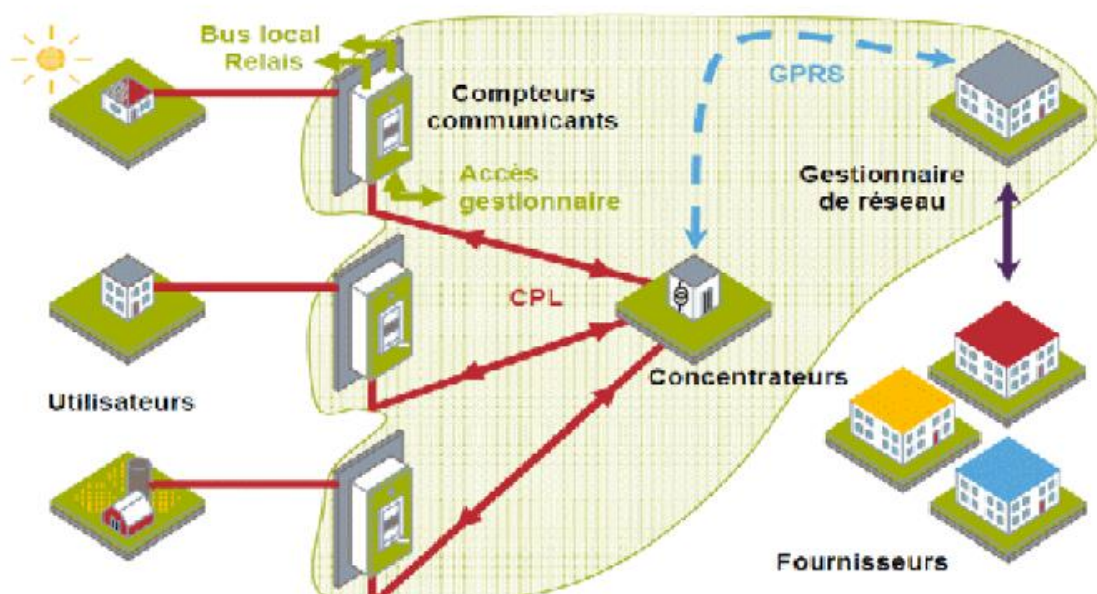 Bus local
Relais
GPRS
Compteurs
communicants
Accès
gestionnaire
Gestionnaire
de réseau
CPL
Concentrateurs
Utilisateurs
Fournisseurs